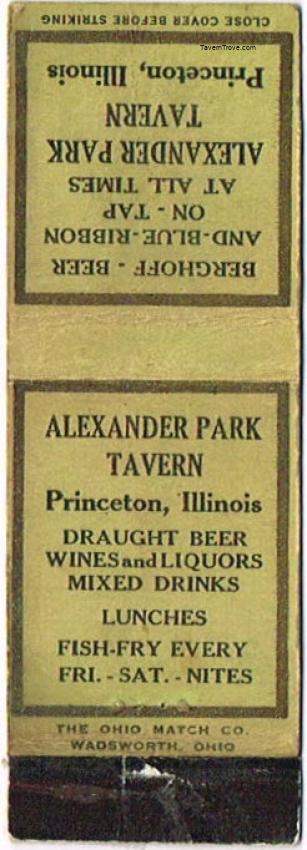 CLOSE COVER BEFORE STRIKING
TavernTrove.com
BERGHOFF - BEER
AND-BLUE-RIBBON
ON - TAP
AT ALL TIMES
ALEXANDER PARK
TAVERN
Princeton, Illinois
ALEXANDER PARK
TAVERN
Princeton, Illinois
DRAUGHT BEER
WINES and LIQUORS
MIXED DRINKS
LUNCHES
FISH-FRY EVERY
FRI. - SAT. - NITES
THE OHIO MATCH CO.
WADSWORTH, OHIO